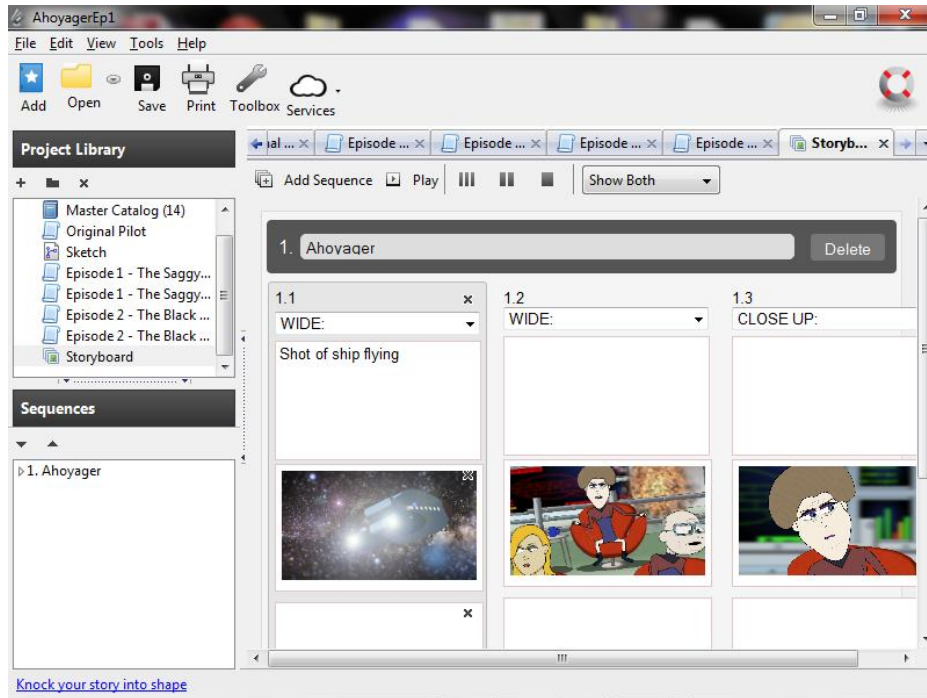 AhoyagerEp1
File Edit View Tools Help
Add Open Save Print Toolbox Services
Project Library
Master Catalog (14)
Original Pilot
Sketch
Episode 1 - The Saggy...
Episode 1 - The Saggy...
Episode 2 - The Black ...
Episode 2 - The Black ...
Storyboard
Sequences
1. Ahoyager
Knock your story into shape
ıal ... Episode ... Episode ... Episode ... Episode ... Storyb...
Add Sequence Play Show Both
1. Ahoyager Delete
1.1 1.2 1.3
WIDE: WIDE: CLOSE UP:
Shot of ship flying